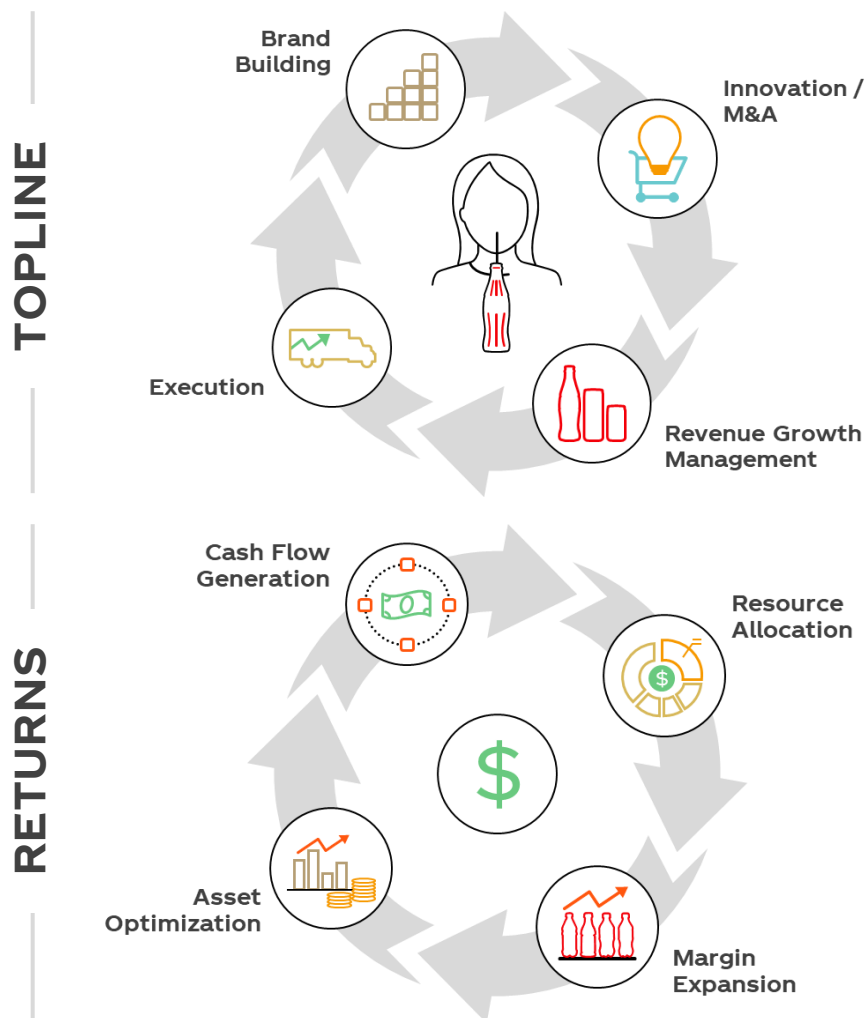 TOPLINE
Brand
Building
Innovation /
M&A
Execution
Revenue Growth
Management
RETURNS
Cash Flow
Generation
Resource
Allocation
$
$
Asset
Optimization
Margin
Expansion